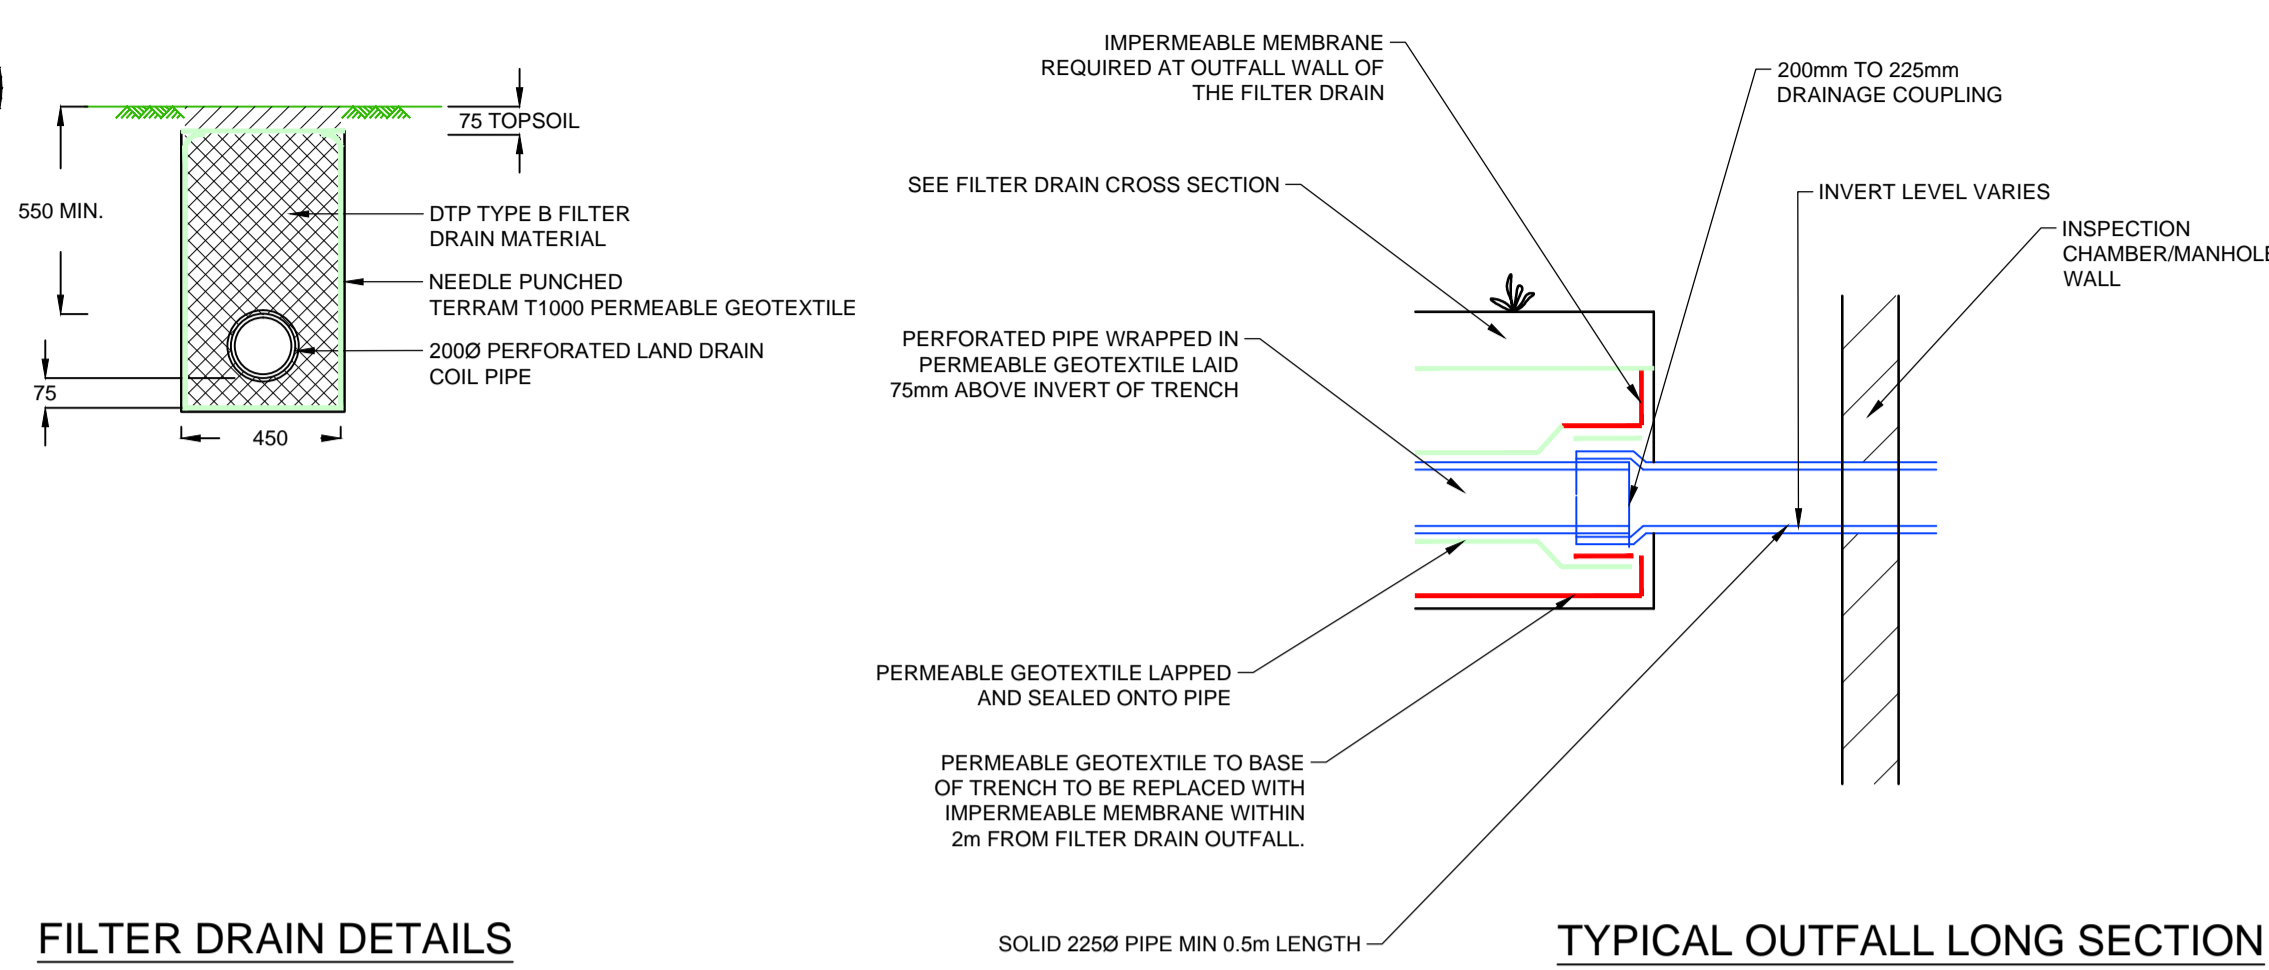 75 TOPSOIL
550 MIN.
DTP TYPE B FILTER
DRAIN MATERIAL
NEEDLE PUNCHED
TERRAM T1000 PERMEABLE GEOTEXTILE
200Ø PERFORATED LAND DRAIN
COIL PIPE
75
450
FILTER DRAIN DETAILS
IMPERMEABLE MEMBRANE
REQUIRED AT OUTFALL WALL OF
THE FILTER DRAIN
200mm TO 225mm
DRAINAGE COUPLING
SEE FILTER DRAIN CROSS SECTION
INVERT LEVEL VARIES
INSPECTION
CHAMBER/MANHOLE
WALL
PERFORATED PIPE WRAPPED IN
PERMEABLE GEOTEXTILE LAID
75mm ABOVE INVERT OF TRENCH
PERMEABLE GEOTEXTILE LAPPED
AND SEALED ONTO PIPE
PERMEABLE GEOTEXTILE TO BASE
OF TRENCH TO BE REPLACED WITH
IMPERMEABLE MEMBRANE WITHIN
2m FROM FILTER DRAIN OUTFALL.
SOLID 225Ø PIPE MIN 0.5m LENGTH
TYPICAL OUTFALL LONG SECTION